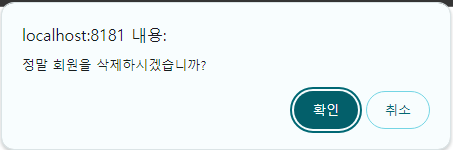 localhost:8181 내용:
정말 회원을 삭제하시겠습니까?
확인 취소